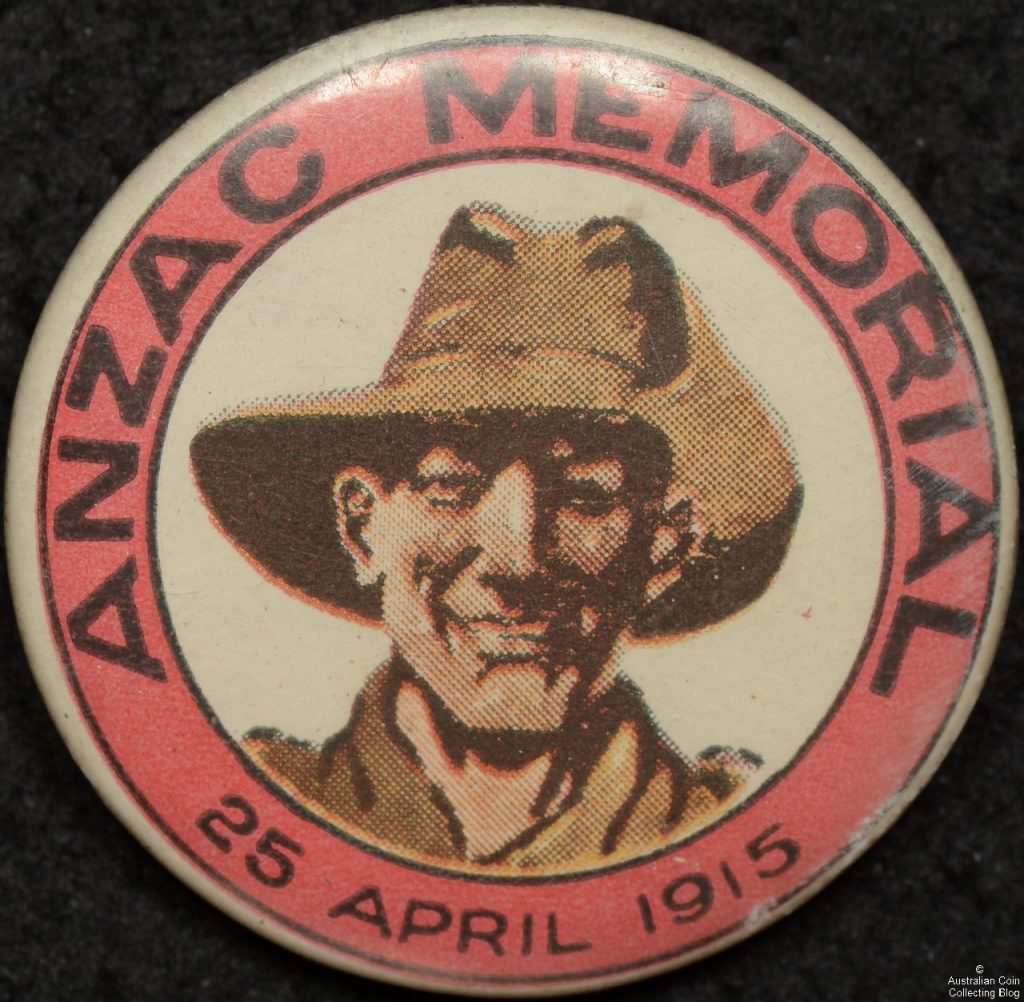 ANZAC MEMORIAL
25 APRIL 1915
©
Australian Coin
Collecting Blog